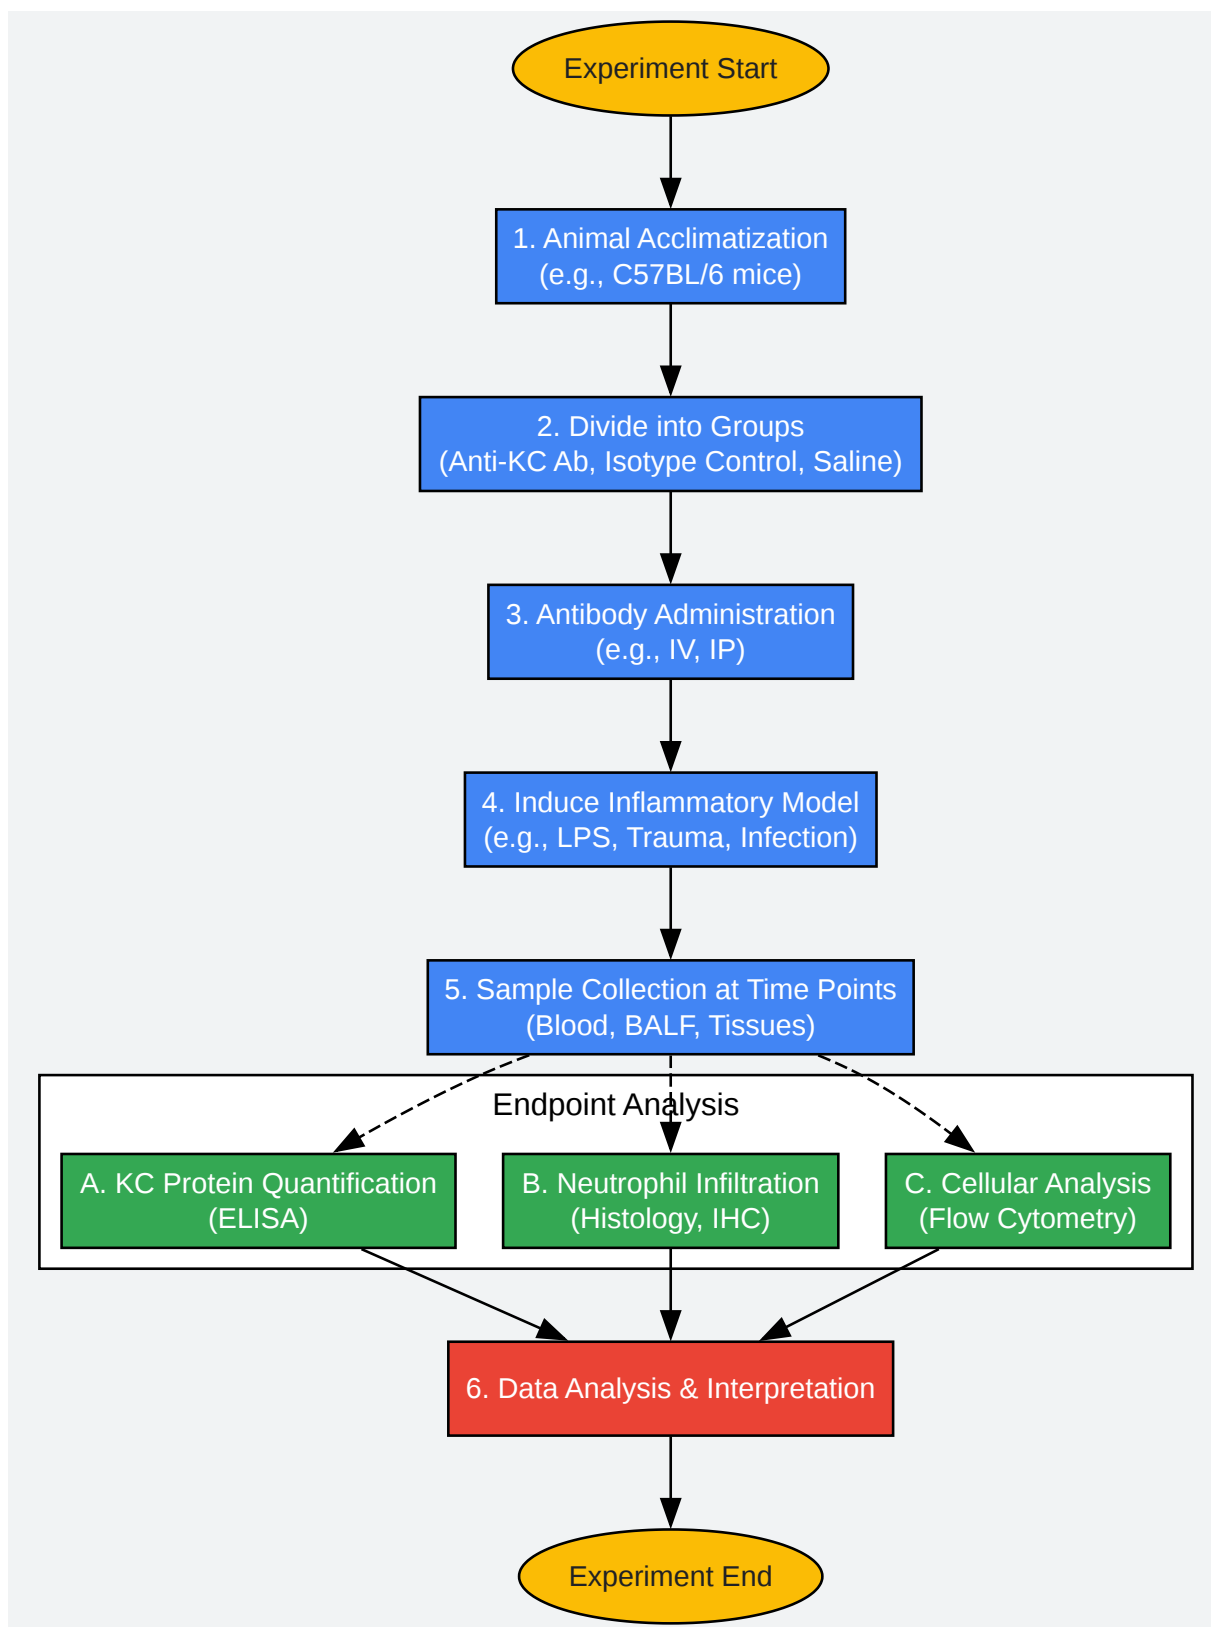 Experiment Start
1. Animal Acclimatization
(e.g., C57BL/6 mice)
2. Divide into Groups
(Anti-KC Ab, Isotype Control, Saline)
3. Antibody Administration
(e.g., IV, IP)
4. Induce Inflammatory Model
(e.g., LPS, Trauma, Infection)
5. Sample Collection at Time Points
(Blood, BALF, Tissues)
Endpoint Analysis
A. KC Protein Quantification
(ELISA)
B. Neutrophil Infiltration
(Histology, IHC)
C. Cellular Analysis
(Flow Cytometry)
6. Data Analysis & Interpretation
Experiment End